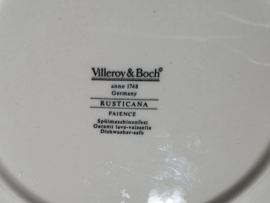 Villeroy & Boch®
anno 1748
Germany
RUSTICANA
FAIENCE
Spülmaschinenfest
Garanti lave-vaisselle
Dishwasher-safe